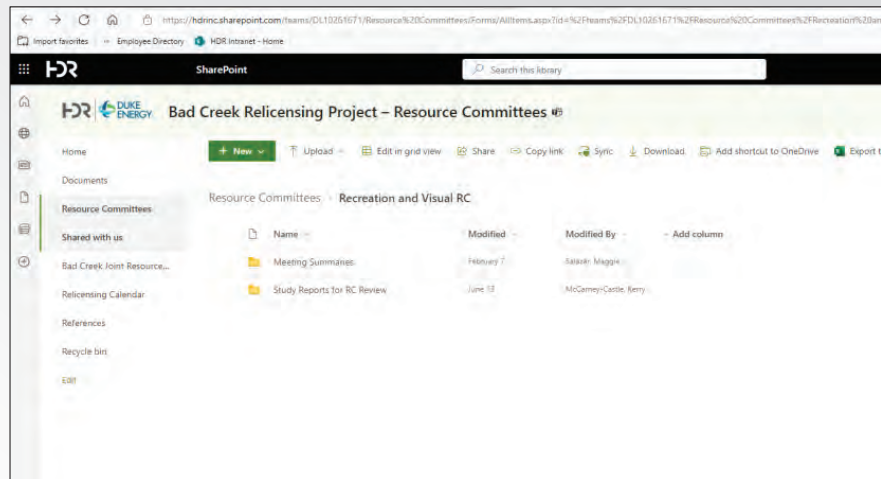 https://hdrinc.sharepoint.com/teams/DL10261671/Resource%20Committees/Forms/AllItems.aspx?id=%2Fteams%2FDL10261671%2FResource%20Committees%2FRecreation%20an
Import favorites Employee Directory HDR Intranet - Home
HDR SharePoint Search this library
HDR DUKE ENERGY Bad Creek Relicensing Project – Resource Committees
Home + New Upload Edit in grid view Share Copy link Sync Download Add shortcut to OneDrive Export t
Documents
Resource Committees Resource Committees > Recreation and Visual RC
Shared with us Name Modified Modified By + Add column
Bad Creek Joint Resource... Meeting Summaries February 7 Salazar, Maggie
Relicensing Calendar Study Reports for RC Review June 13 McCarney-Castle, Kerry
References
Recycle bin
Edit